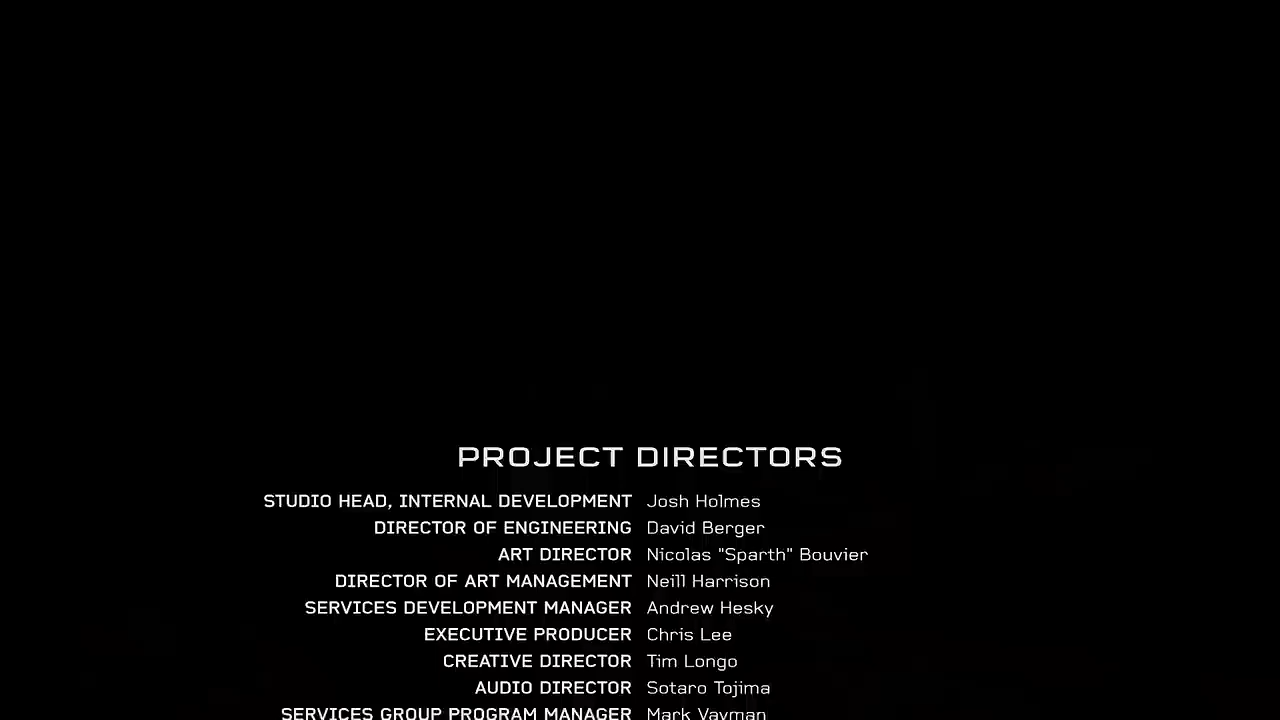 PROJECT DIRECTORS
STUDIO HEAD, INTERNAL DEVELOPMENT Josh Holmes
DIRECTOR OF ENGINEERING David Berger
ART DIRECTOR Nicolas "Sparth" Bouvier
DIRECTOR OF ART MANAGEMENT Neill Harrison
SERVICES DEVELOPMENT MANAGER Andrew Hesky
EXECUTIVE PRODUCER Chris Lee
CREATIVE DIRECTOR Tim Longo
AUDIO DIRECTOR Sotaro Tojima
SERVICES GROUP PROGRAM MANAGER Mark Vayman